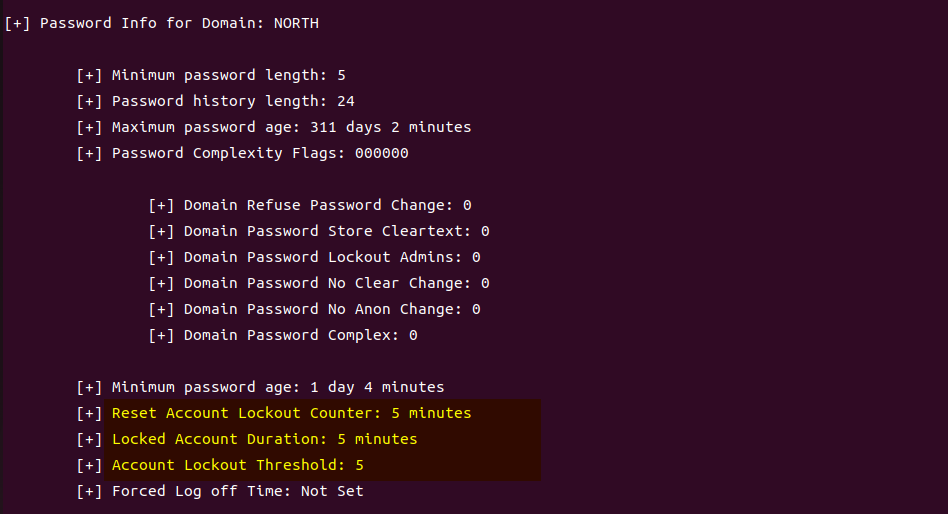 [+] Password Info for Domain: NORTH
[+] Minimum password length: 5
[+] Password history length: 24
[+] Maximum password age: 311 days 2 minutes
[+] Password Complexity Flags: 000000
[+] Domain Refuse Password Change: 0
[+] Domain Password Store Cleartext: 0
[+] Domain Password Lockout Admins: 0
[+] Domain Password No Clear Change: 0
[+] Domain Password No Anon Change: 0
[+] Domain Password Complex: 0
[+] Minimum password age: 1 day 4 minutes
[+] Reset Account Lockout Counter: 5 minutes
[+] Locked Account Duration: 5 minutes
[+] Account Lockout Threshold: 5
[+] Forced Log off Time: Not Set